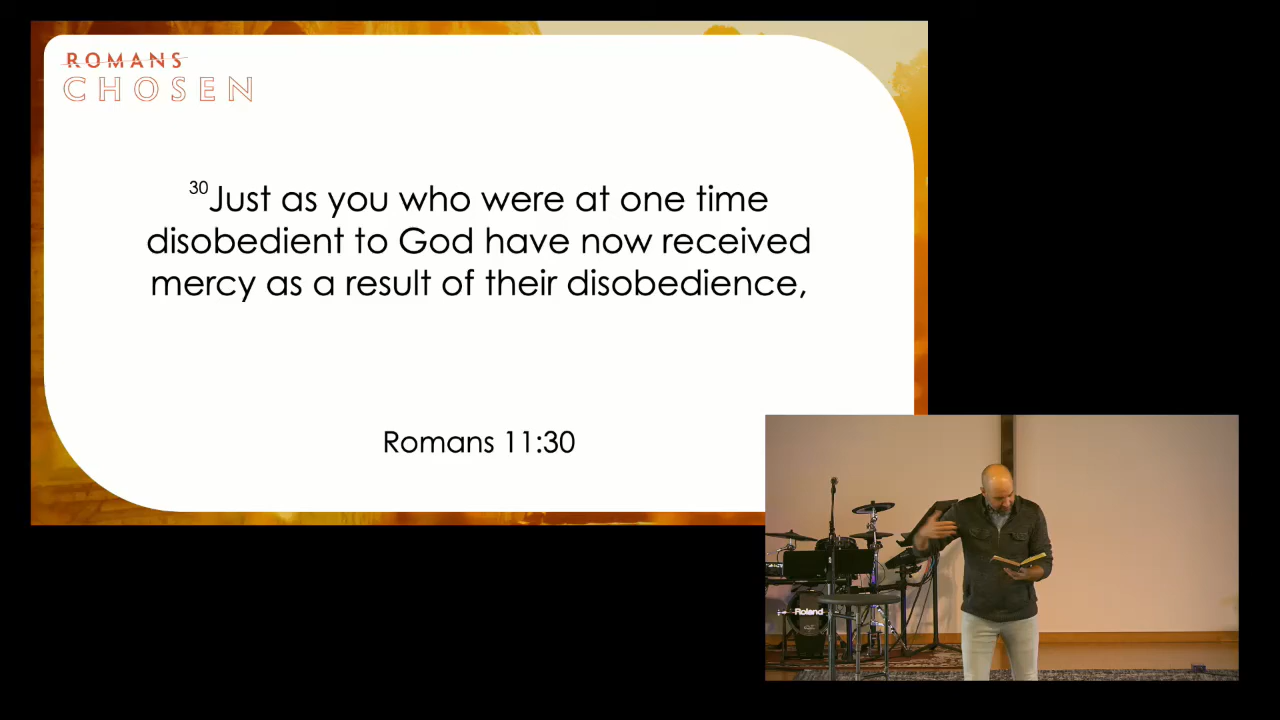 ROMANS
CHOSEN
30Just as you who were at one time
disobedient to God have now received
mercy as a result of their disobedience,
Romans 11:30
Roland